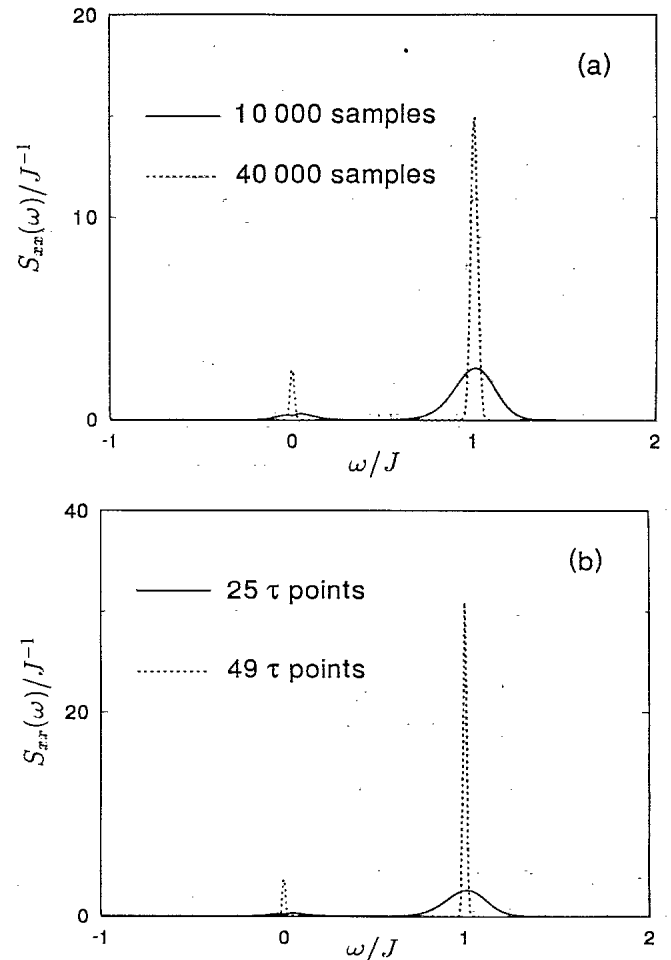 20
(a)
10 000 samples
40 000 samples
S_{xx}(ω)/J^{-1}
10
0
-1
0
1
2
ω/J
40
(b)
25 τ points
49 τ points
S_{xx}(ω)/J^{-1}
20
0
-1
0
1
2
ω/J